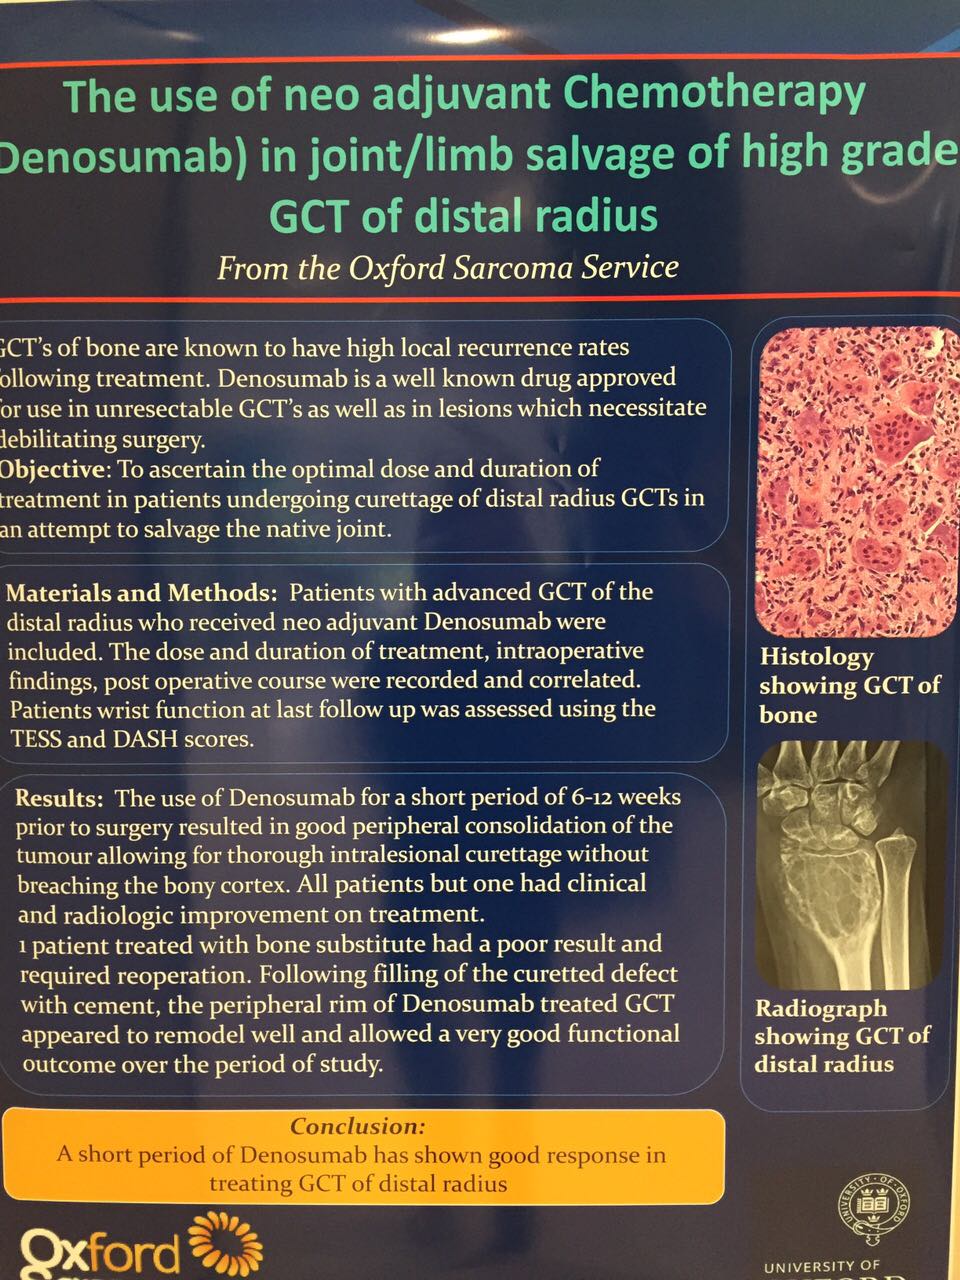 The use of neo adjuvant Chemotherapy
Denosumab) in joint/limb salvage of high grade
GCT of distal radius
From the Oxford Sarcoma Service
GCT's of bone are known to have high local recurrence rates
following treatment. Denosumab is a well known drug approved
for use in unresectable GCT's as well as in lesions which necessitate
debilitating surgery.
Objective: To ascertain the optimal dose and duration of
treatment in patients undergoing curettage of distal radius GCTs in
an attempt to salvage the native joint.
Materials and Methods: Patients with advanced GCT of the
distal radius who received neo adjuvant Denosumab were
included. The dose and duration of treatment, intraoperative
findings, post operative course were recorded and correlated.
Patients wrist function at last follow up was assessed using the
TESS and DASH scores.
Results: The use of Denosumab for a short period of 6-12 weeks
prior to surgery resulted in good peripheral consolidation of the
tumour allowing for thorough intralesional curettage without
breaching the bony cortex. All patients but one had clinical
and radiologic improvement on treatment.
1 patient treated with bone substitute had a poor result and
required reoperation. Following filling of the curetted defect
with cement, the peripheral rim of Denosumab treated GCT
appeared to remodel well and allowed a very good functional
outcome over the period of study.
Conclusion:
A short period of Denosumab has shown good response in
treating GCT of distal radius
Histology
showing GCT of
bone
Radiograph
showing GCT of
distal radius
Oxford
UNIVERSITY · OF · OXFORD
UNIVERSITY OF